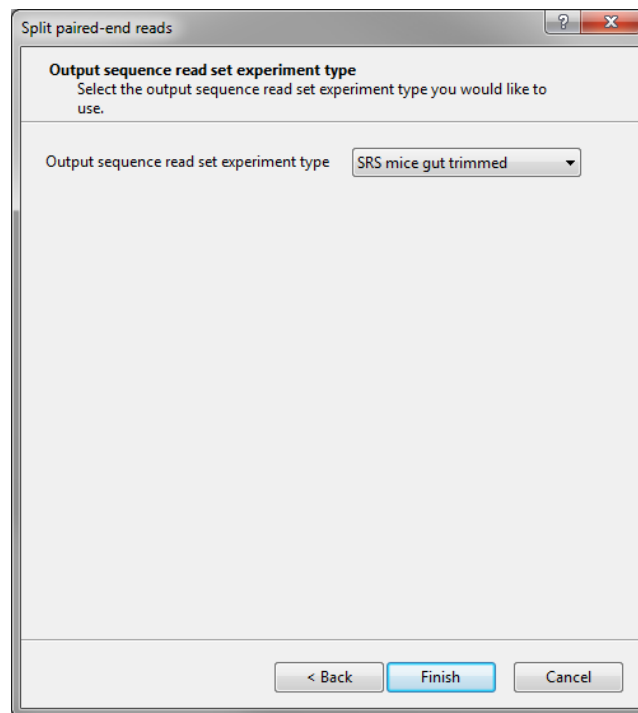 Split paired-end reads
?
Output sequence read set experiment type
Select the output sequence read set experiment type you would like to
use.
Output sequence read set experiment type SRS mice gut trimmed
< Back Finish Cancel